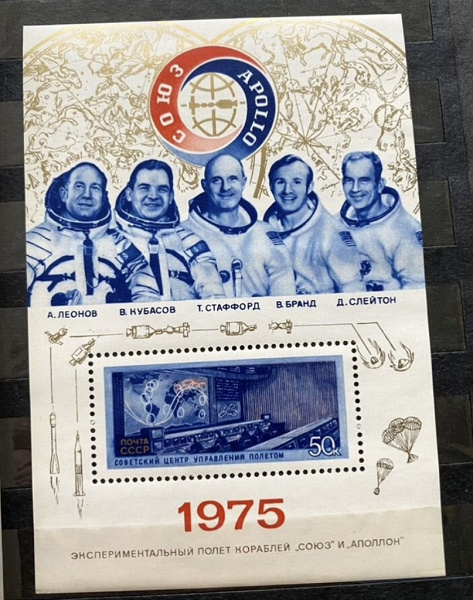 СОЮЗ
APOLLO
А. ЛЕОНОВ В. КУБАСОВ Т. СТАФФОРД В. БРАНД Д. СЛЕЙТОН
ПОЧТА
СССР
50К
СОВЕТСКИЙ ЦЕНТР УПРАВЛЕНИЯ ПОЛЕТОМ
1975
ЭКСПЕРИМЕНТАЛЬНЫЙ ПОЛЕТ КОРАБЛЕЙ „СОЮЗ" И „АПОЛЛОН"